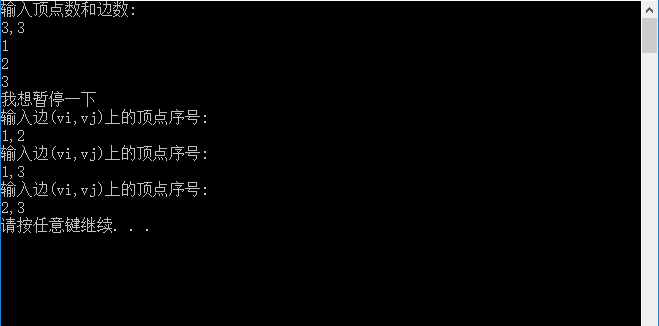 输入顶点数和边数:
3,3
1
2
3
我想暂停一下
输入边(vi,vj)上的顶点序号:
1,2
输入边(vi,vj)上的顶点序号:
1,3
输入边(vi,vj)上的顶点序号:
2,3
请按任意键继续. . .